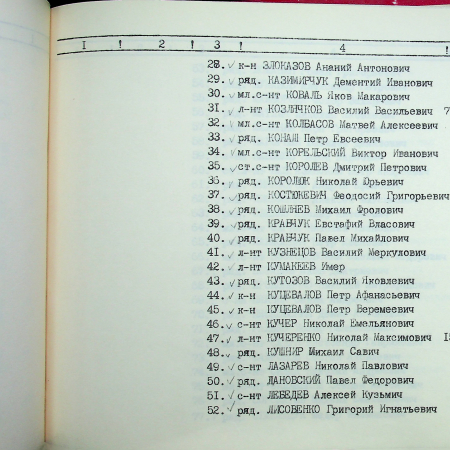 I ! 2 ! 3 ! 4 !
28. к-н ЗЛОКАЗОВ Ананий Антонович
29. ряд. КАЗИМИРЧУК Дементий Иванович
30. мл.с-нт КОВАЛЬ Яков Макарович
31. л-нт КОЗЛИЧКОВ Василий Васильевич 7
32. мл.с-нт КОЛБАСОВ Матвей Алексеевич
33. ряд. КОНАШ Петр Евсеевич
34. мл.с-нт КОРЕЛЬСКИЙ Виктор Иванович
35. ст.с-нт КОРОЛЕВ Дмитрий Петрович
36. ряд. КОРОЛЮК Николай Юрьевич
37. ряд. КОСТЮКЕВИЧ Феодосий Григорьевич
38. ряд. Михаил Фролович
39. ряд. КРАВЧУК Евстафий Власович
40. ряд. КРАВЧУК Павел Михайлович
41. л-нт КУЗНЕЦОВ Василий Меркулович
42. л-нт КУМАКЕЕВ Имер
43. ряд. КУТОЗОВ Василий Яковлевич
44. к-н КУЦЕВАЛОВ Петр Афанасьевич
45. к-н КУЦЕВАЛОВ Петр Веремеевич
46. с-нт КУЧЕР Николай Емельянович
47. л-нт КУЧЕРЕНКО Николай Максимович
48. ряд. КУШНИР Михаил Савич
49. с-нт ЛАЗАРЕВ Николай Павлович
50. ряд. ЛАНОВСКИЙ Павел Федорович
51. с-нт ЛЕБЕДЕВ Алексей Кузьмич
52. ряд. ЛИСОВЕНКО Григорий Игнатьевич